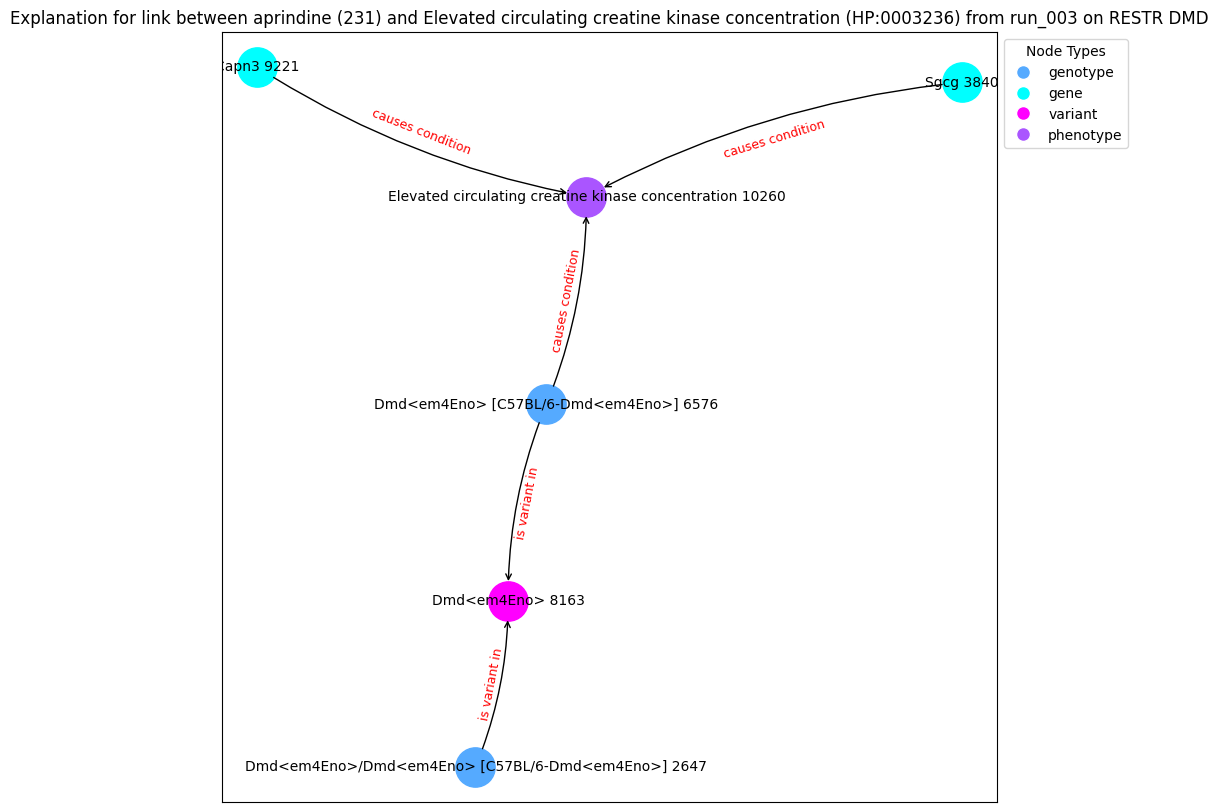 Explanation for link between aprindine (231) and Elevated circulating creatine kinase concentration (HP:0003236) from run_003 on RESTR DMD
Node Types
genotype
gene
variant
phenotype
apn3 9221
Sgcg 3840
causes condition
causes condition
Elevated circulating creatine kinase concentration 10260
causes condition
Dmd<em4Eno> [C57BL/6-Dmd<em4Eno>] 6576
is variant in
Dmd<em4Eno> 8163
is variant in
Dmd<em4Eno>/Dmd<em4Eno> [C57BL/6-Dmd<em4Eno>] 2647